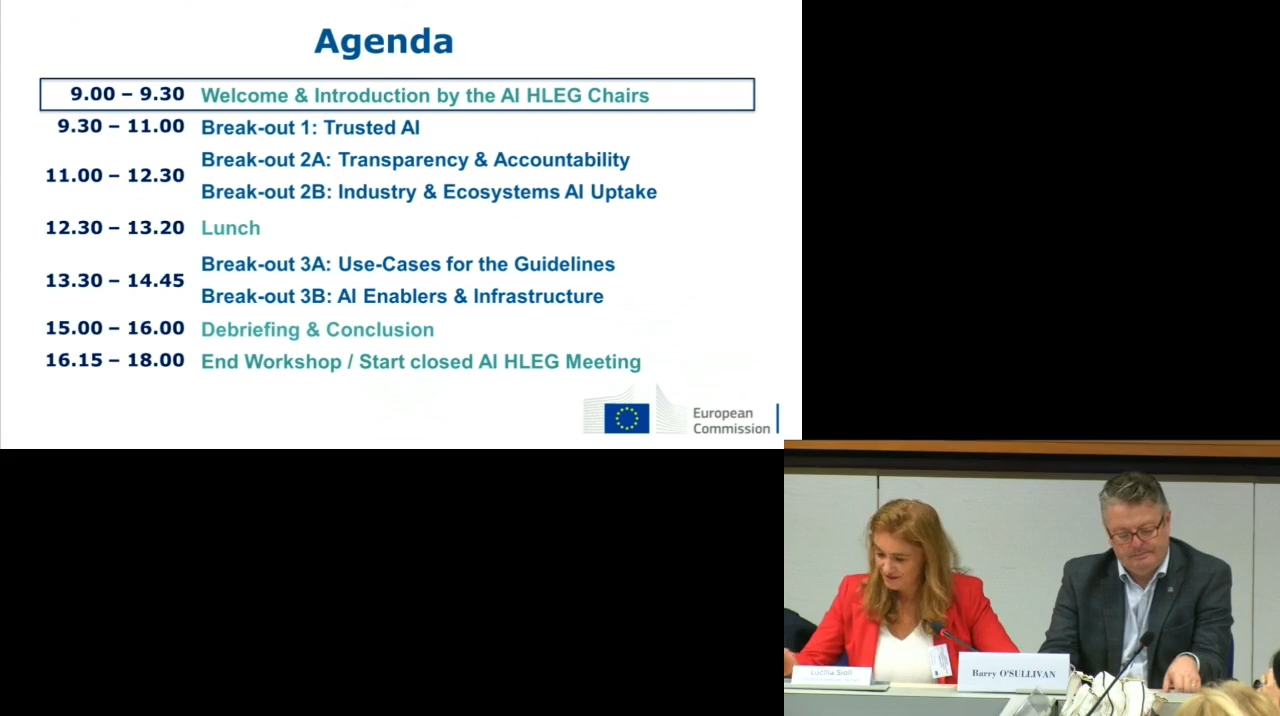 Agenda
9.00 – 9.30 Welcome & Introduction by the AI HLEG Chairs
9.30 – 11.00 Break-out 1: Trusted AI
11.00 – 12.30
Break-out 2A: Transparency & Accountability
Break-out 2B: Industry & Ecosystems AI Uptake
12.30 – 13.20 Lunch
13.30 – 14.45
Break-out 3A: Use-Cases for the Guidelines
Break-out 3B: AI Enablers & Infrastructure
15.00 – 16.00 Debriefing & Conclusion
16.15 – 18.00 End Workshop / Start closed AI HLEG Meeting
European
Commission
Barry O'SULLIVAN